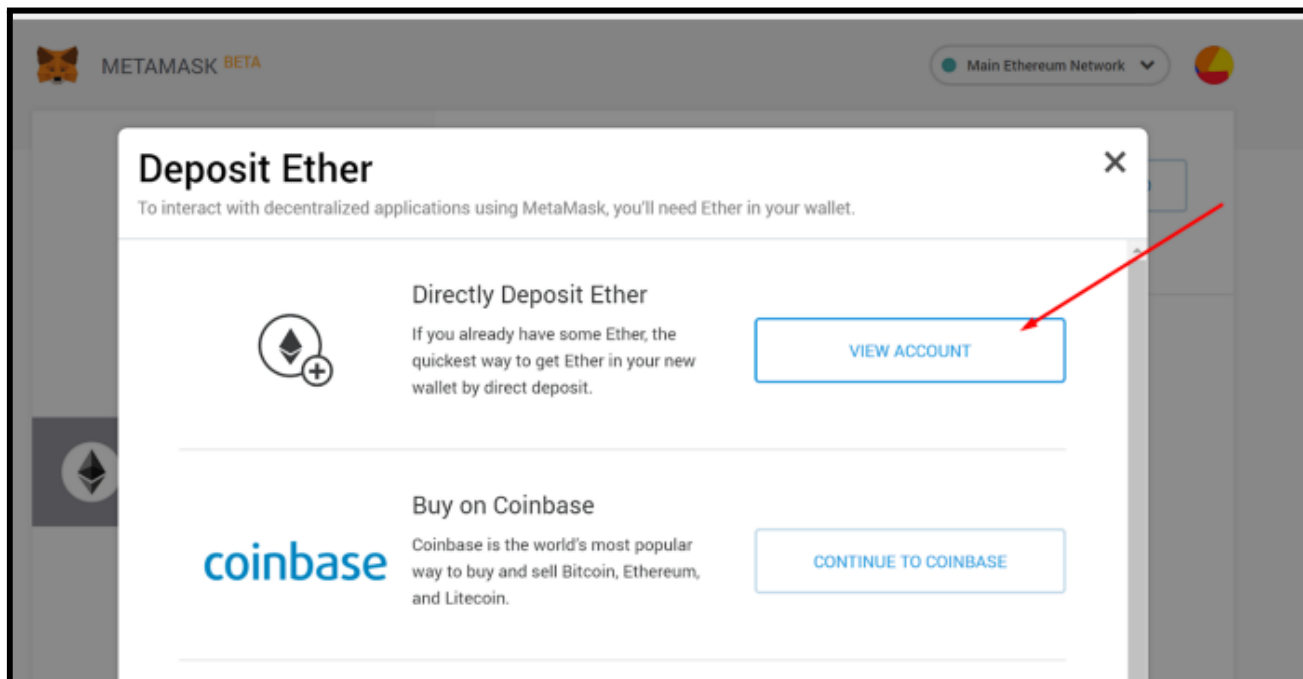 METAMASK BETA
Main Ethereum Network
Deposit Ether
To interact with decentralized applications using MetaMask, you'll need Ether in your wallet.
Directly Deposit Ether
If you already have some Ether, the
quickest way to get Ether in your new
wallet by direct deposit.
VIEW ACCOUNT
Buy on Coinbase
coinbase
Coinbase is the world's most popular
way to buy and sell Bitcoin, Ethereum,
and Litecoin.
CONTINUE TO COINBASE